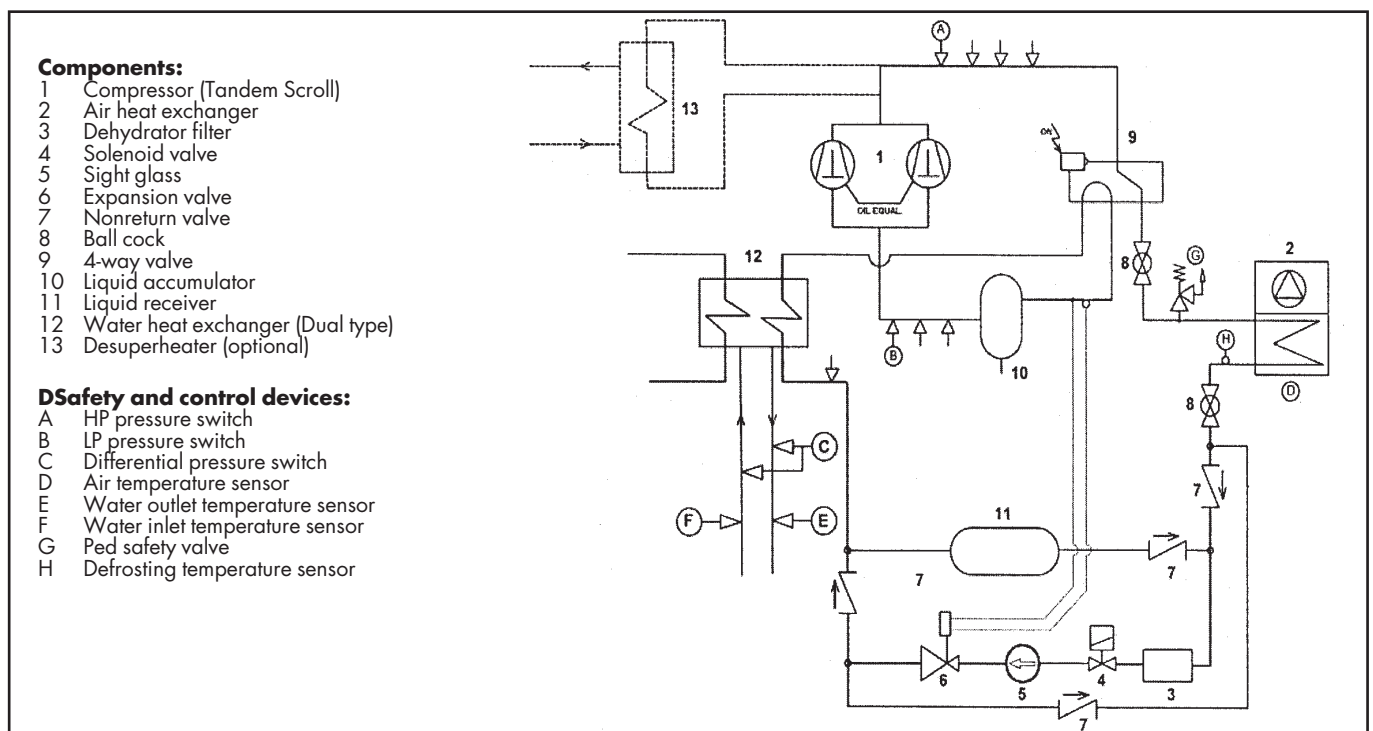 Components:
1 Compressor (Tandem Scroll)
2 Air heat exchanger
3 Dehydrator filter
4 Solenoid valve
5 Sight glass
6 Expansion valve
7 Nonreturn valve
8 Ball cock
9 4-way valve
10 Liquid accumulator
11 Liquid receiver
12 Water heat exchanger (Dual type)
13 Desuperheater (optional)
DSafety and control devices:
A HP pressure switch
B LP pressure switch
C Differential pressure switch
D Air temperature sensor
E Water outlet temperature sensor
F Water inlet temperature sensor
G Ped safety valve
H Defrosting temperature sensor
A
13
1
ON
9
OIL EQUAL.
12
8
G
2
B
10
H
D
8
C
7
F
E
11
7
7
6
5
4
3
7